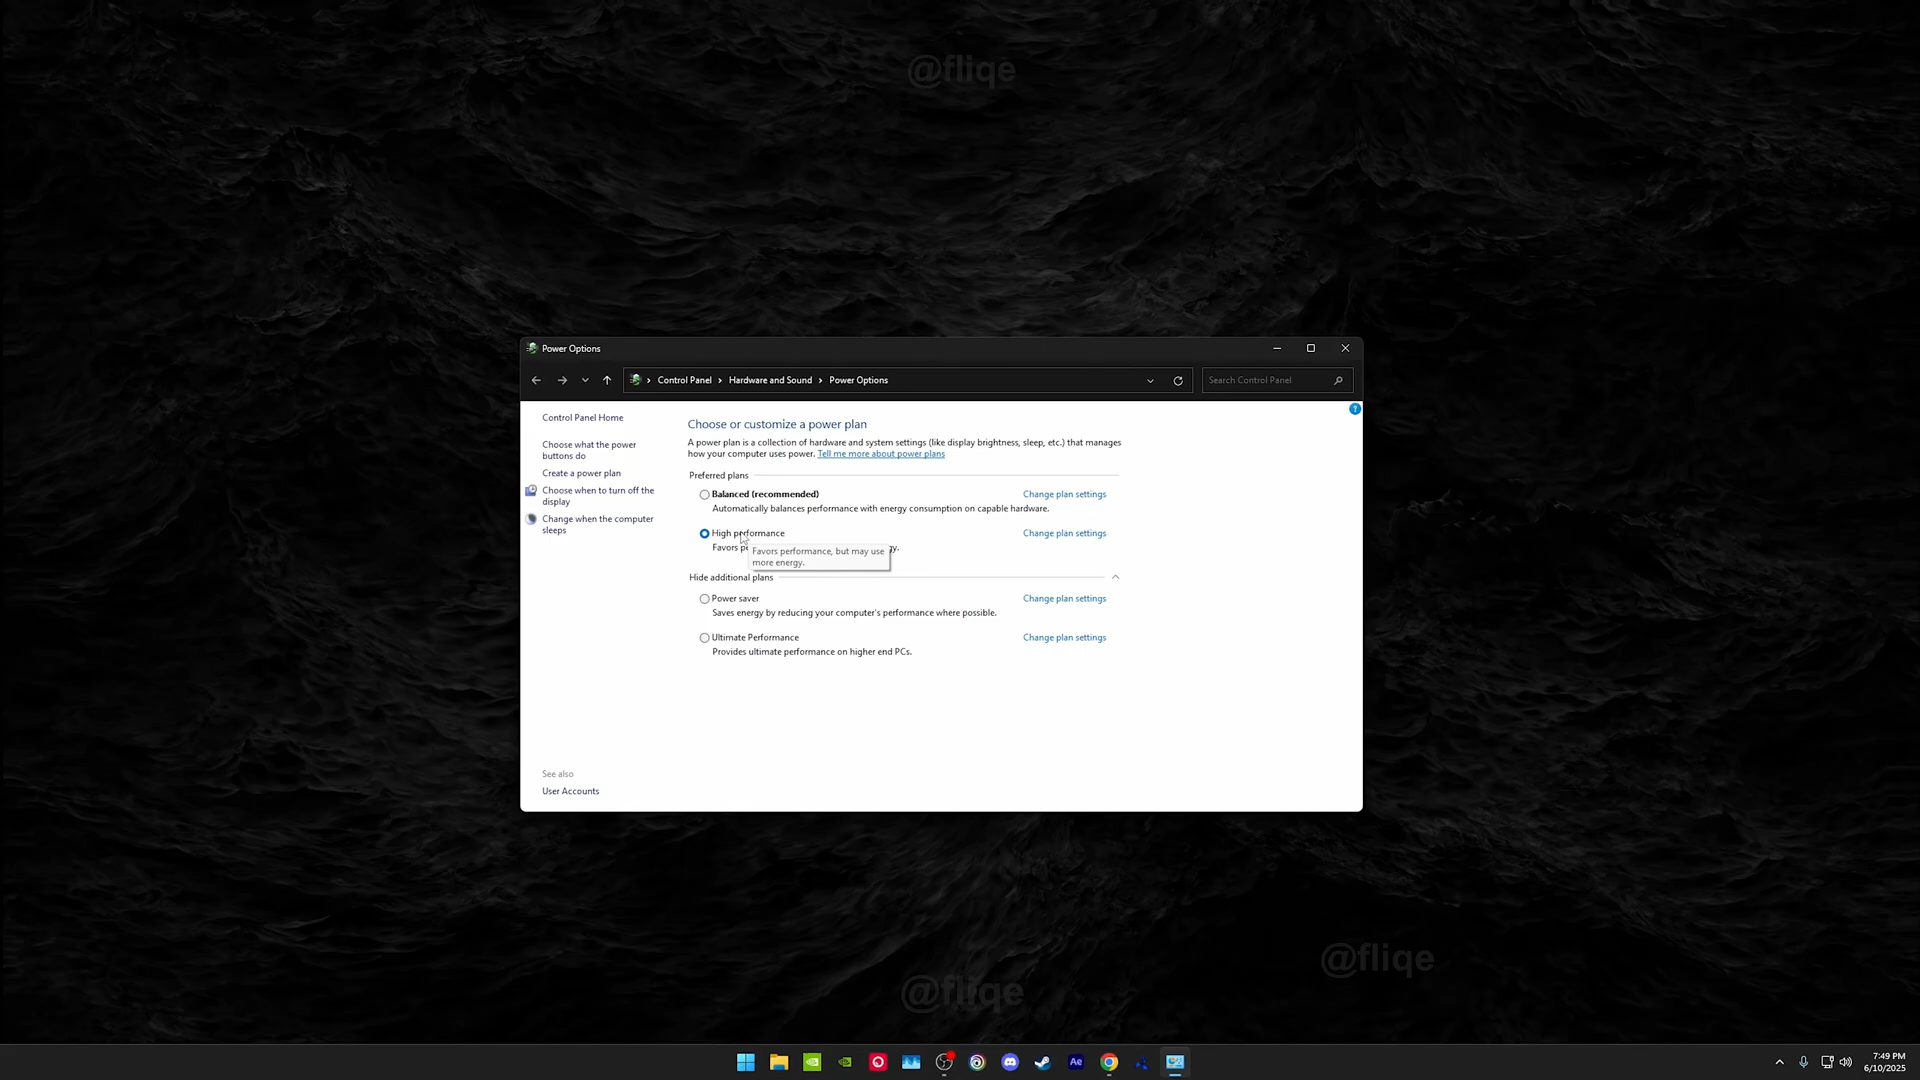 @fliqe
Power Options
Control Panel > Hardware and Sound > Power Options
Search Control Panel
Control Panel Home
Choose what the power
buttons do
Create a power plan
Choose when to turn off the
display
Change when the computer
sleeps
Choose or customize a power plan
A power plan is a collection of hardware and system settings (like display brightness, sleep, etc.) that manages
how your computer uses power. Tell me more about power plans
Preferred plans
Balanced (recommended) Change plan settings
Automatically balances performance with energy consumption on capable hardware.
High performance Change plan settings
Favors
Favors performance, but may use
more energy.
Hide additional plans
Power saver Change plan settings
Saves energy by reducing your computer's performance where possible.
Ultimate Performance Change plan settings
Provides ultimate performance on higher end PCs.
See also
User Accounts
@fliqe
@fliqe
Ae
7:49 PM
6/10/2025